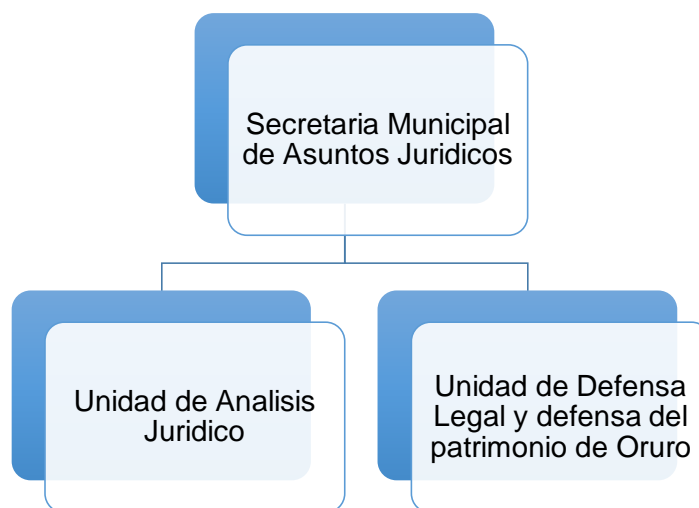 Secretaria Municipal
de Asuntos Juridicos
Unidad de Analisis
Juridico
Unidad de Defensa
Legal y defensa del
patrimonio de Oruro